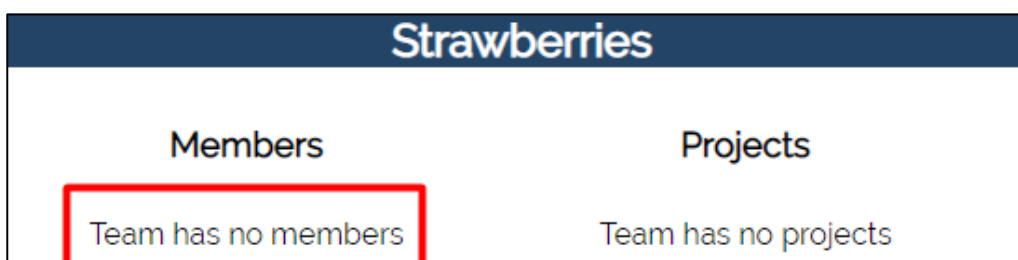 Strawberries
Members
Projects
Team has no members
Team has no projects